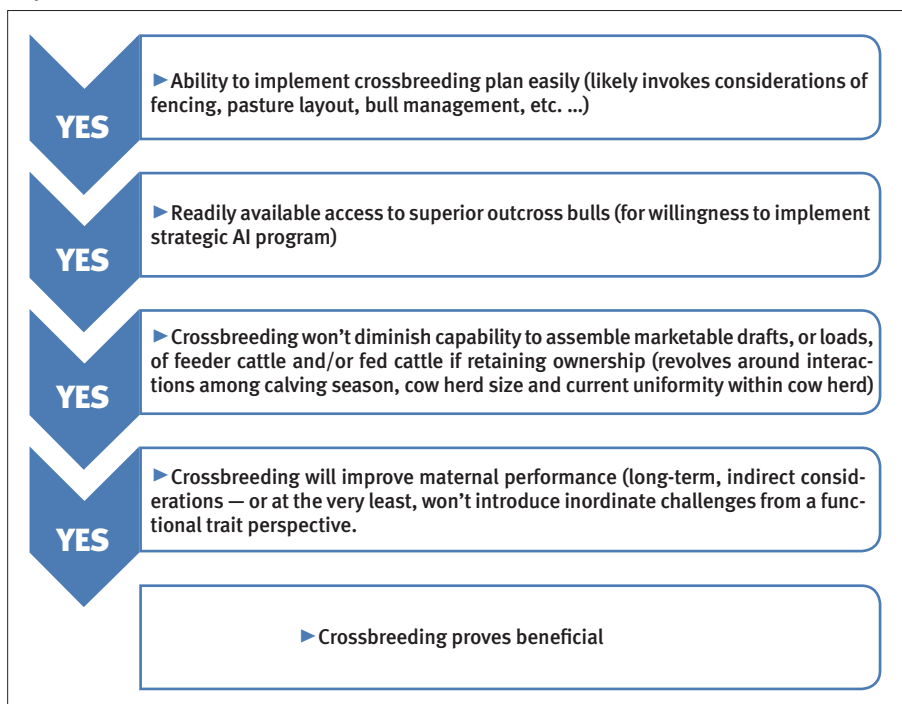 YES
►Ability to implement crossbreeding plan easily (likely invokes considerations of
fencing, pasture layout, bull management, etc. ...)
YES
►Readily available access to superior outcross bulls (for willingness to implement
strategic AI program)
YES
►Crossbreeding won't diminish capability to assemble marketable drafts, or loads,
of feeder cattle and/or fed cattle if retaining ownership (revolves around interac-
tions among calving season, cow herd size and current uniformity within cow herd)
YES
►Crossbreeding will improve maternal performance (long-term, indirect consid-
erations — or at the very least, won't introduce inordinate challenges from a func-
tional trait perspective.
►Crossbreeding proves beneficial